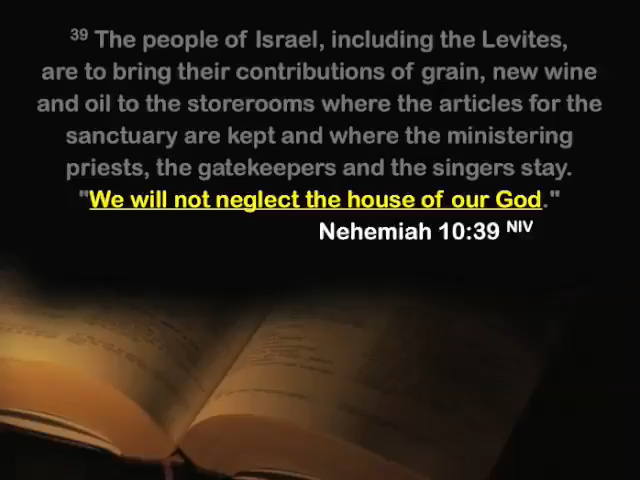 39 The people of Israel, including the Levites,
are to bring their contributions of grain, new wine
and oil to the storerooms where the articles for the
sanctuary are kept and where the ministering
priests, the gatekeepers and the singers stay.
"We will not neglect the house of our God."
Nehemiah 10:39 NIV